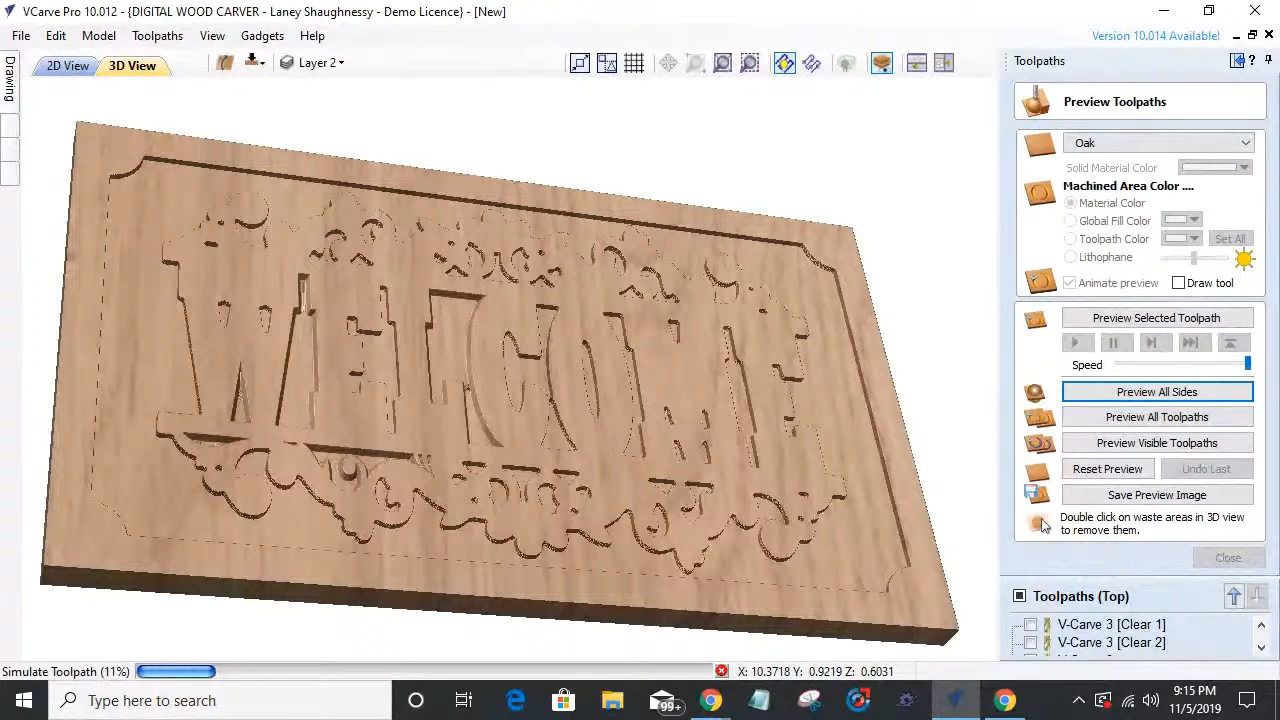 VCarve Pro 10.012 - {DIGITAL WOOD CARVER - Laney Shaughnessy - Demo Licence} - [New]
File Edit Model Toolpaths View Gadgets Help
Version 10.014 Available!
Drawing
2D View 3D View
Layer 2
Toolpaths
Preview Toolpaths
Oak
Solid Material Color
Machined Area Color ....
Material Color
Global Fill Color
Toolpath Color Set All
Lithophane
Animate preview Draw tool
Preview Selected Toolpath
Speed
Preview All Sides
Preview All Toolpaths
Preview Visible Toolpaths
Reset Preview Undo Last
Save Preview Image
Double click on waste areas in 3D view
to remove them.
Close
Toolpaths (Top)
V-Carve 3 [Clear 1]
V-Carve 3 [Clear 2]
WELCOME
Simulate Toolpath (11%)
X: 10.3718 Y: 0.9219 Z: 0.6031
Type here to search
99+
9:15 PM
11/5/2019